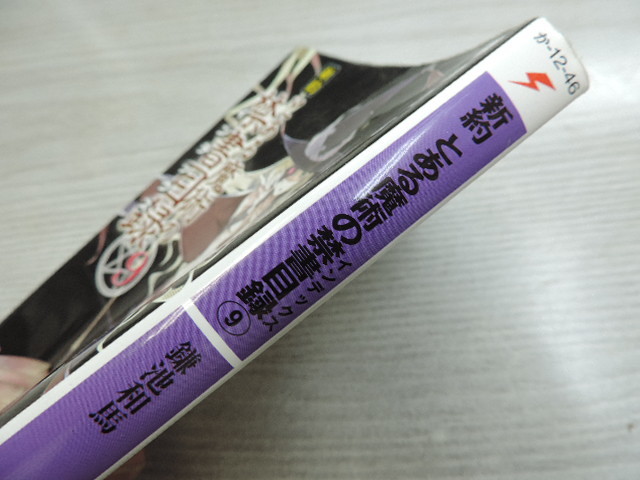 か-12-46
新約 とある魔術の禁書目録⑨
インデックス
鎌池和馬